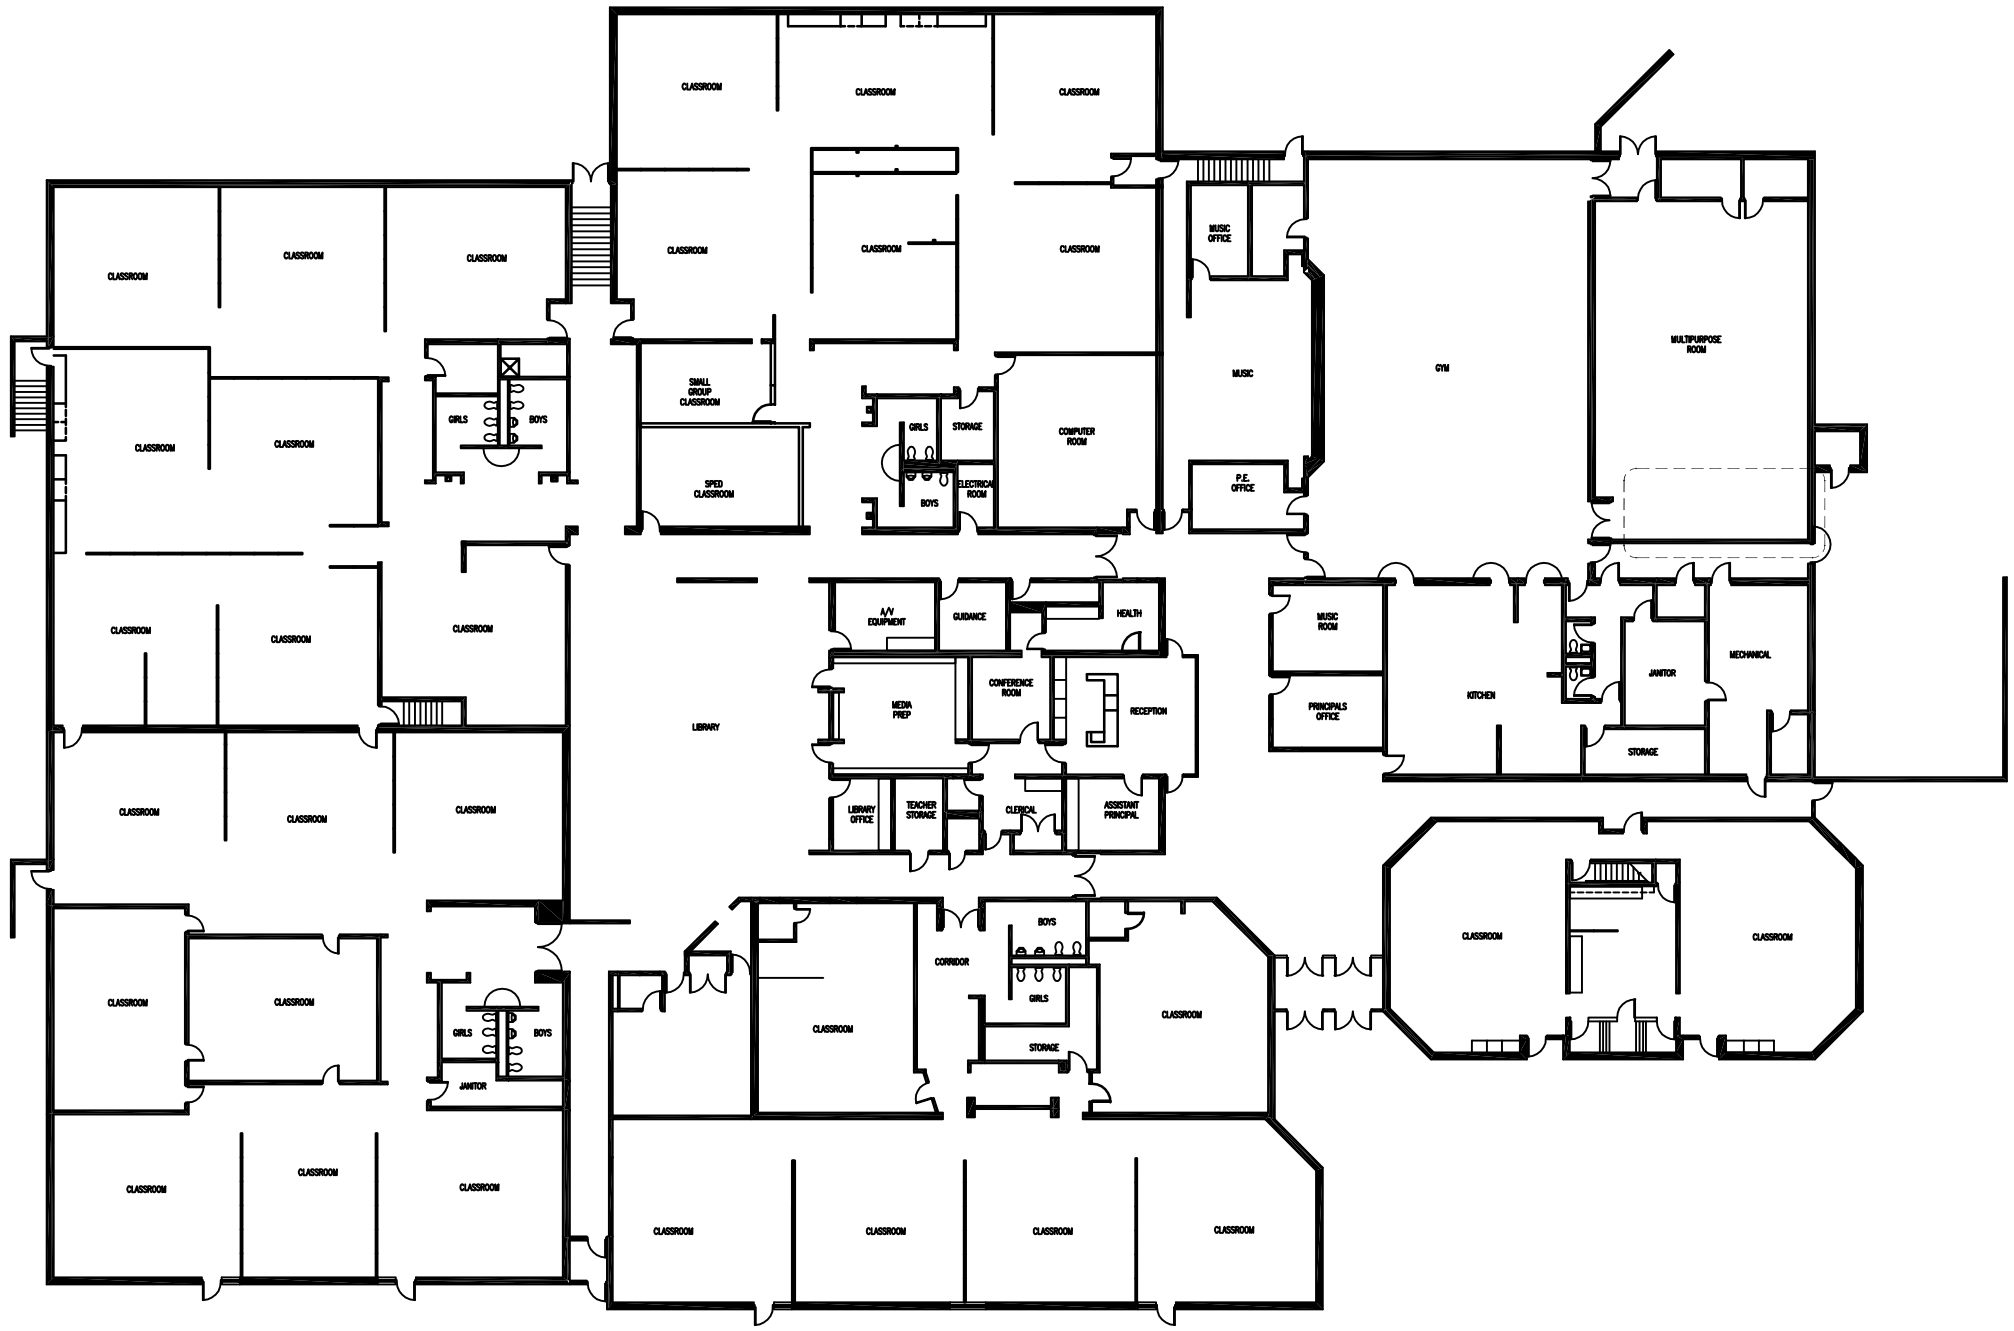 CLASSROOM
CLASSROOM
CLASSROOM
CLASSROOM
CLASSROOM
CLASSROOM
CLASSROOM
CLASSROOM
CLASSROOM
CLASSROOM
CLASSROOM
CLASSROOM
MUSIC
OFFICE
MULTIPURPOSE
ROOM
GYM
MUSIC
SMALL
GROUP
CLASSROOM
GIRLS
BOYS
CLASSROOM
CLASSROOM
GIRLS
STORAGE
COMPUTER
ROOM
SPED
CLASSROOM
P.E.
OFFICE
ELECTRICAL
ROOM
BOYS
CLASSROOM
CLASSROOM
CLASSROOM
A/V
EQUIPMENT
GUIDANCE
HEALTH
MUSIC
ROOM
MECHANICAL
JANITOR
KITCHEN
CONFERENCE
ROOM
MEDIA
PREP
RECEPTION
PRINCIPALS
OFFICE
LIBRARY
STORAGE
CLASSROOM
CLASSROOM
CLASSROOM
LIBRARY
OFFICE
TEACHER
STORAGE
CLERICAL
ASSISTANT
PRINCIPAL
BOYS
CORRIDOR
CLASSROOM
CLASSROOM
CLASSROOM
CLASSROOM
GIRLS
CLASSROOM
CLASSROOM
GIRLS
BOYS
STORAGE
JANITOR
CLASSROOM
CLASSROOM
CLASSROOM
CLASSROOM
CLASSROOM
CLASSROOM
CLASSROOM